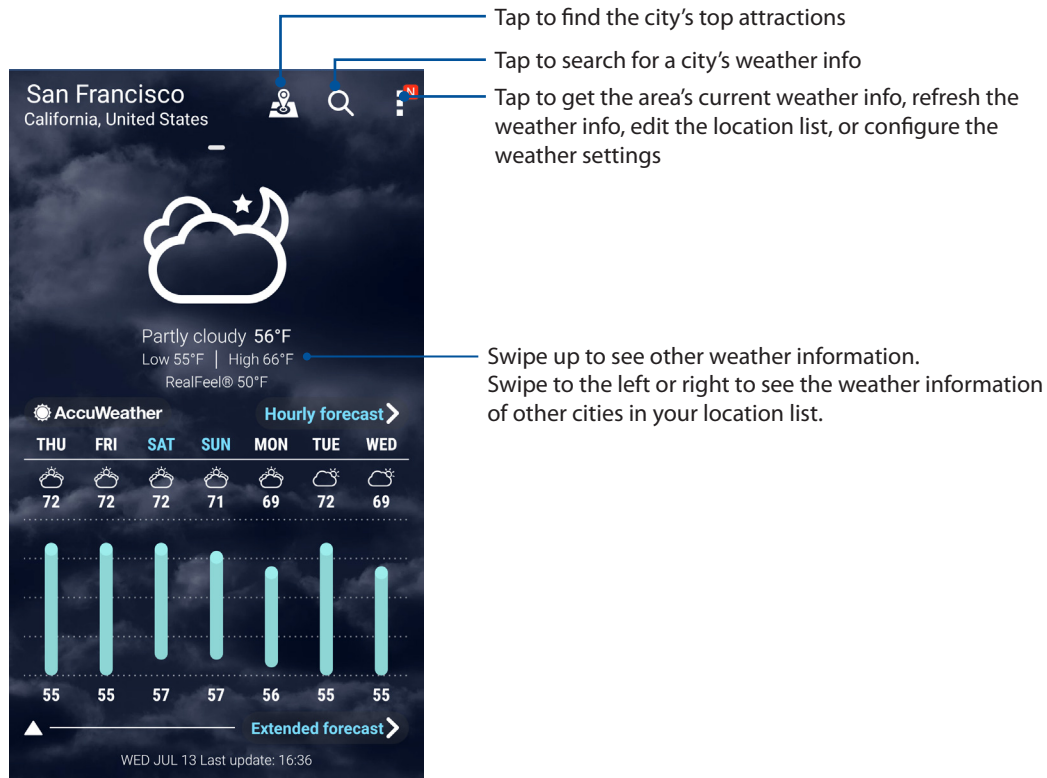 Tap to find the city's top attractions
Tap to search for a city's weather info
Tap to get the area's current weather info, refresh the
weather info, edit the location list, or configure the
weather settings
San Francisco
California, United States
N
Partly cloudy 56°F
Low 55°F | High 66°F
RealFeel® 50°F
Swipe up to see other weather information.
Swipe to the left or right to see the weather information
of other cities in your location list.
AccuWeather Hourly forecast
THU FRI SAT SUN MON TUE WED
72 72 72 71 69 72 69
55 55 57 57 56 55 55
Extended forecast
WED JUL 13 Last update: 16:36